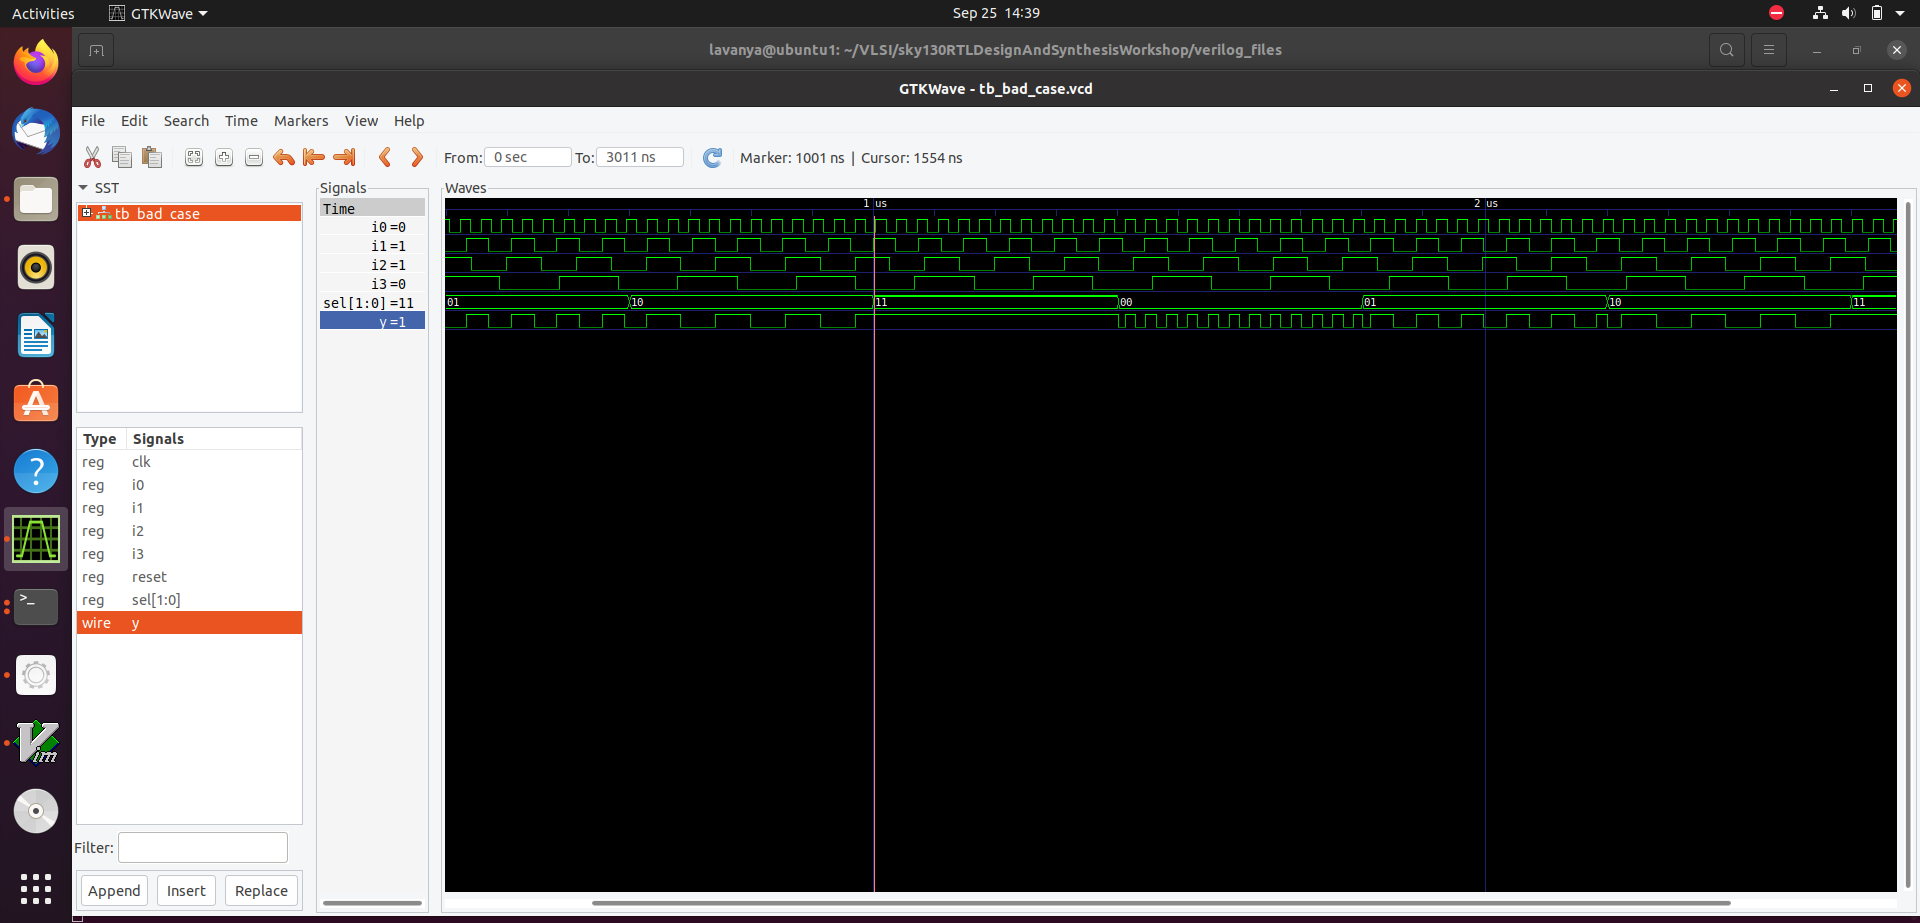 Activities GTKWave Sep 25 14:39
lavanya@ubuntu1: ~/VLSI/sky130RTLDesignAndSynthesisWorkshop/verilog_files
GTKWave - tb_bad_case.vcd
File Edit Search Time Markers View Help
From: 0 sec To: 3011 ns Marker: 1001 ns | Cursor: 1554 ns
SST
tb_bad_case
Type Signals
reg clk
reg i0
reg i1
reg i2
reg i3
reg reset
reg sel[1:0]
wire y
Filter:
Append Insert Replace
Signals
Time
i0 =0
i1 =1
i2 =1
i3 =0
sel[1:0] =11
y =1
Waves
1 us 2 us
01 10 11 00 01 10 11
>_
?
Vim